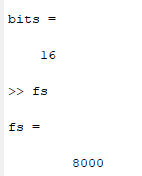 bits =
16
>> fs
fs =
8000